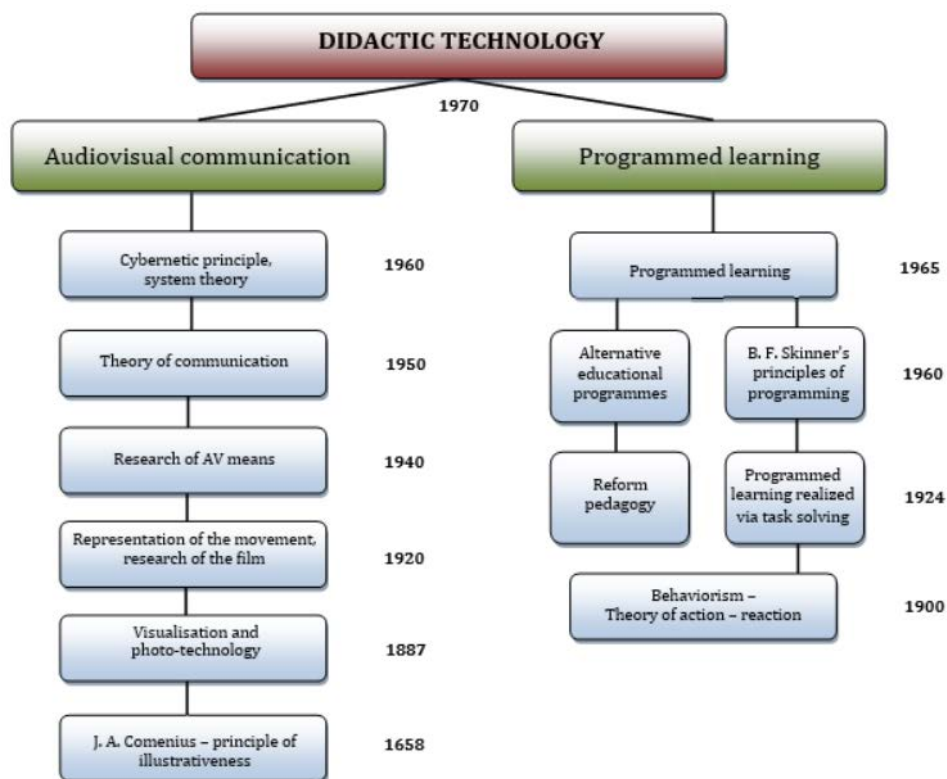 DIDACTIC TECHNOLOGY
1970
Audiovisual communication
Programmed learning
Cybernetic principle,
system theory
1960
Theory of communication
1950
Research of AV means
1940
Representation of the movement,
research of the film
1920
Visualisation and
photo-technology
1887
J. A. Comenius – principle of
illustrativeness
1658
Programmed learning
1965
Alternative
educational
programmes
B. F. Skinner's
principles of
programming
1960
Reform
pedagogy
Programmed
learning realized
via task solving
1924
Behaviorism –
Theory of action – reaction
1900